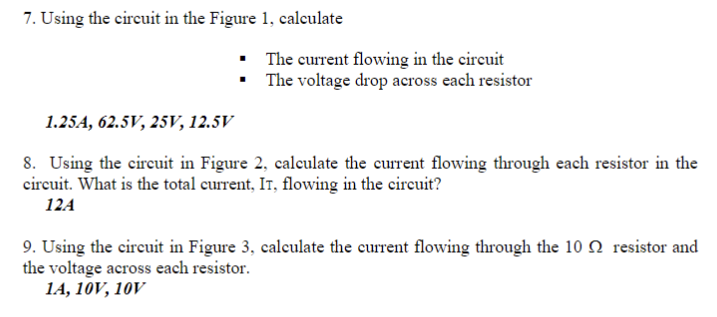 7. Using the circuit in the Figure 1, calculate
▪ The current flowing in the circuit
▪ The voltage drop across each resistor
1.25A, 62.5V, 25V, 12.5V
8. Using the circuit in Figure 2, calculate the current flowing through each resistor in the
circuit. What is the total current, IT, flowing in the circuit?
12A
9. Using the circuit in Figure 3, calculate the current flowing through the 10 Ω resistor and
the voltage across each resistor.
1A, 10V, 10V